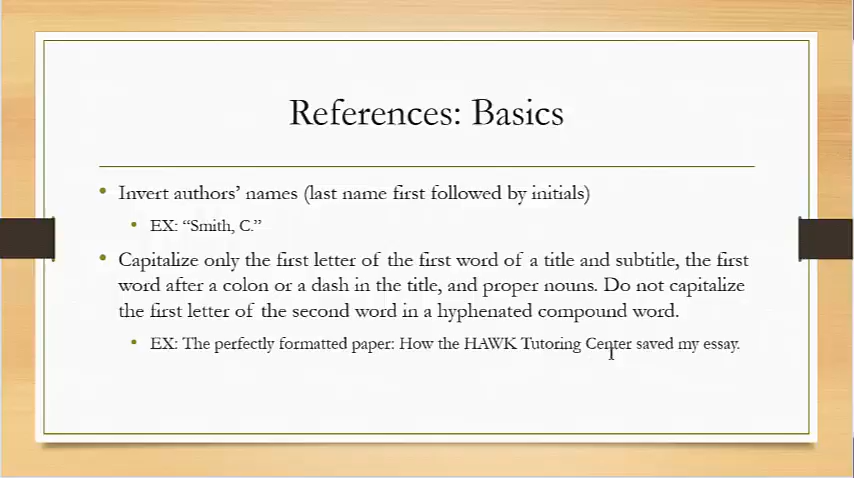 References: Basics
• Invert authors’ names (last name first followed by initials)
• EX: “Smith, C.”
• Capitalize only the first letter of the first word of a title and subtitle, the first
word after a colon or a dash in the title, and proper nouns. Do not capitalize
the first letter of the second word in a hyphenated compound word.
• EX: The perfectly formatted paper: How the HAWK Tutoring Center saved my essay.